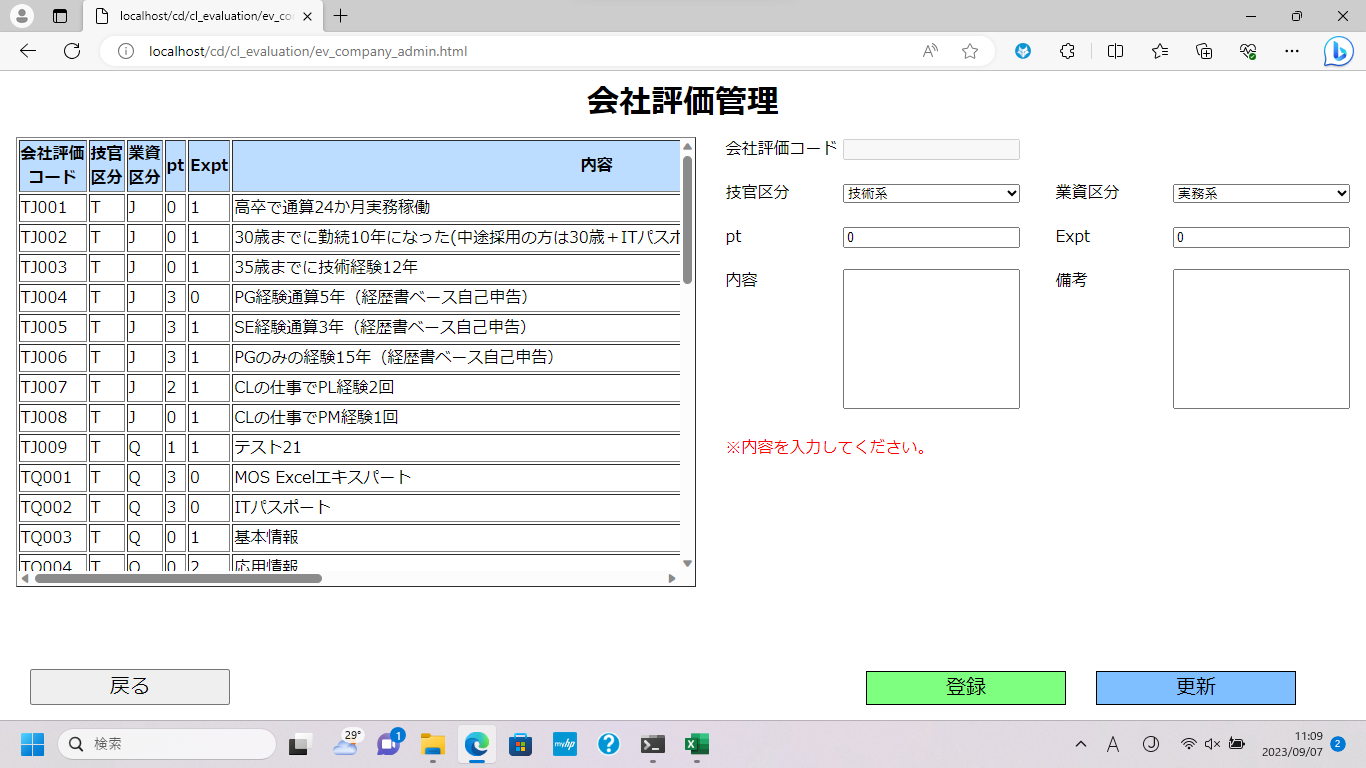 localhost/cd/cl_evaluation/ev_co
localhost/cd/cl_evaluation/ev_company_admin.html
会社評価管理
会社評価コード 技官区分 業資区分 pt Expt 内容
TJ001 T J 0 1 高卒で通算24か月実務稼働
TJ002 T J 0 1 30歳までに勤続10年になった(中途採用の方は30歳＋ITパスポ
TJ003 T J 0 1 35歳までに技術経験12年
TJ004 T J 3 0 PG経験通算5年（経歴書ベース自己申告）
TJ005 T J 3 1 SE経験通算3年（経歴書ベース自己申告）
TJ006 T J 3 1 PGのみの経験15年（経歴書ベース自己申告）
TJ007 T J 2 1 CLの仕事でPL経験2回
TJ008 T J 0 1 CLの仕事でPM経験1回
TJ009 T Q 1 1 テスト21
TQ001 T Q 3 0 MOS Excelエキスパート
TQ002 T Q 3 0 ITパスポート
TQ003 T Q 0 1 基本情報
TQ004 T Q 0 2 応用情報
会社評価コード
技官区分 技術系 業資区分 実務系
pt 0 Expt 0
内容 備考
※内容を入力してください。
戻る 登録 更新
検索
29°
1
myhp
A
J
11:09
2023/09/07
2